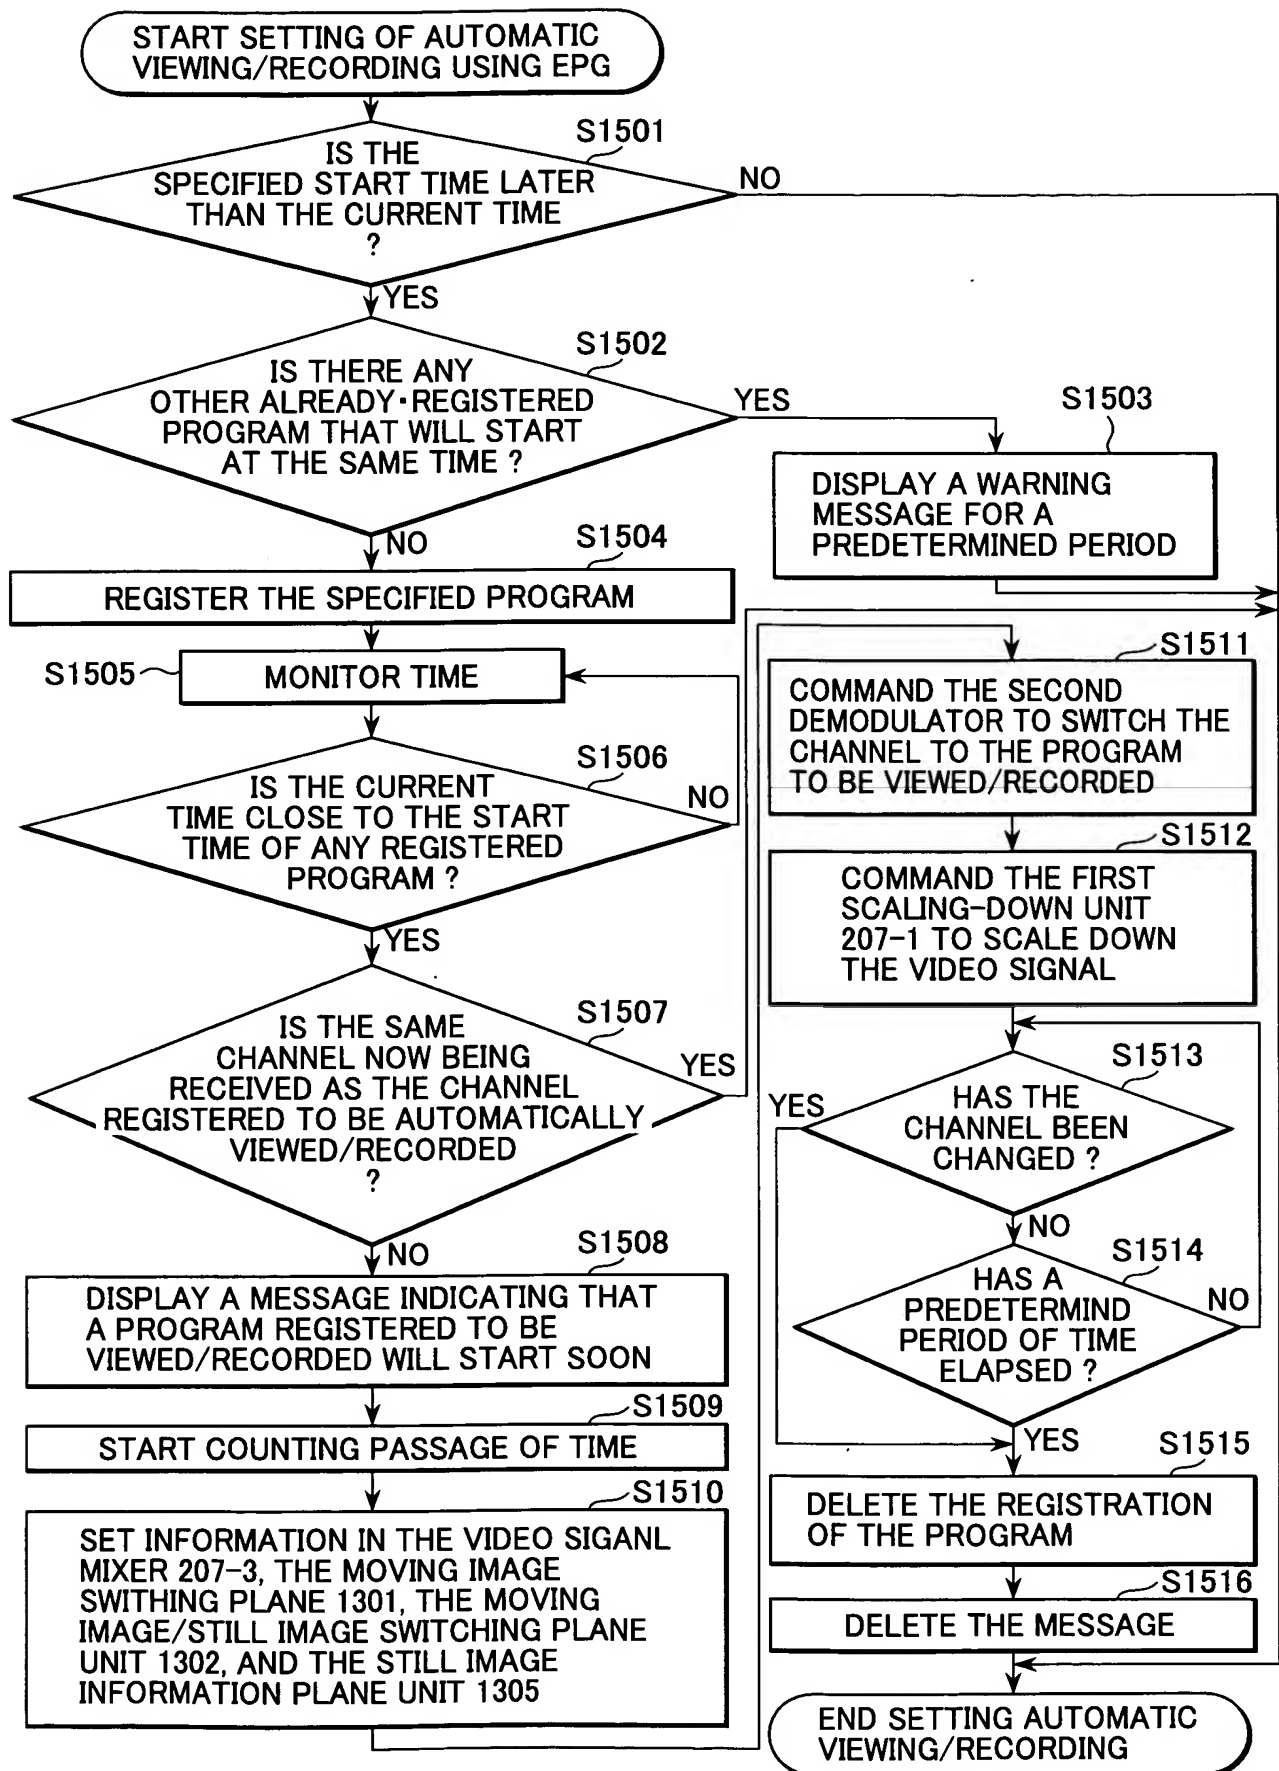 START SETTING OF AUTOMATIC
VIEWING/RECORDING USING EPG
S1501
IS THE
SPECIFIED START TIME LATER
THAN THE CURRENT TIME
?
NO
YES
S1502
IS THERE ANY
OTHER ALREADY・REGISTERED
PROGRAM THAT WILL START
AT THE SAME TIME ?
YES
NO
S1503
DISPLAY A WARNING
MESSAGE FOR A
PREDETERMINED PERIOD
S1504
REGISTER THE SPECIFIED PROGRAM
S1505
MONITOR TIME
S1506
IS THE CURRENT
TIME CLOSE TO THE START
TIME OF ANY REGISTERED
PROGRAM ?
NO
YES
S1507
IS THE SAME
CHANNEL NOW BEING
RECEIVED AS THE CHANNEL
REGISTERED TO BE AUTOMATICALLY
VIEWED/RECORDED
?
YES
NO
S1508
DISPLAY A MESSAGE INDICATING THAT
A PROGRAM REGISTERED TO BE
VIEWED/RECORDED WILL START SOON
S1509
START COUNTING PASSAGE OF TIME
S1510
SET INFORMATION IN THE VIDEO SIGANL
MIXER 207-3, THE MOVING IMAGE
SWITHING PLANE 1301, THE MOVING
IMAGE/STILL IMAGE SWITCHING PLANE
UNIT 1302, AND THE STILL IMAGE
INFORMATION PLANE UNIT 1305
S1511
COMMAND THE SECOND
DEMODULATOR TO SWITCH THE
CHANNEL TO THE PROGRAM
TO BE VIEWED/RECORDED
S1512
COMMAND THE FIRST
SCALING-DOWN UNIT
207-1 TO SCALE DOWN
THE VIDEO SIGNAL
S1513
HAS THE
CHANNEL BEEN
CHANGED ?
YES
NO
S1514
HAS A
PREDETERMIND
PERIOD OF TIME
ELAPSED ?
NO
YES
S1515
DELETE THE REGISTRATION
OF THE PROGRAM
S1516
DELETE THE MESSAGE
END SETTING AUTOMATIC
VIEWING/RECORDING